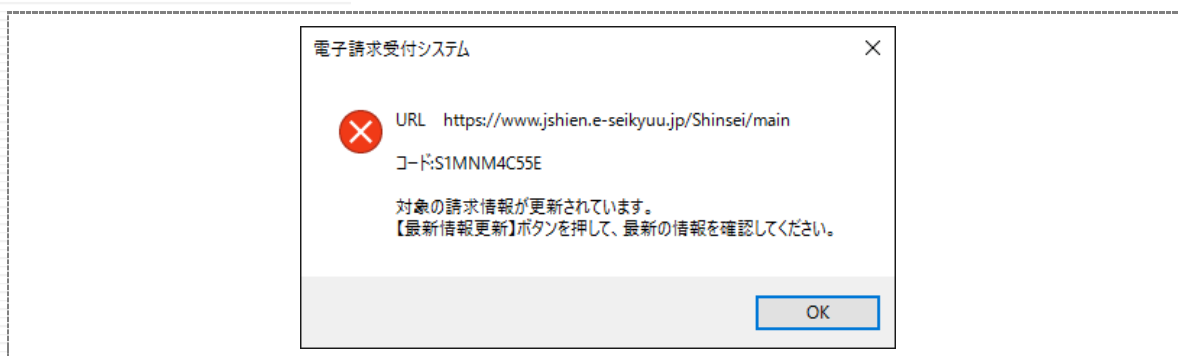 電子請求受付システム
URL https://www.jshien.e-seikyuu.jp/Shinsei/main
コード:S1MNM4C55E
対象の請求情報が更新されています。
【最新情報更新】ボタンを押して、最新の情報を確認してください。
OK